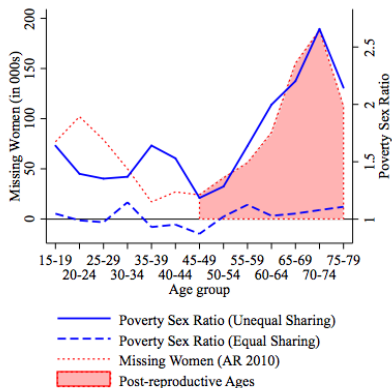 200
150
100
50
0
Missing Women (in 000s)
2.5
2
1.5
1
Poverty Sex Ratio
15-19 25-29 35-39 45-49 55-59 65-69 75-79
20-24 30-34 40-44 50-54 60-64 70-74
Age group
Poverty Sex Ratio (Unequal Sharing)
Poverty Sex Ratio (Equal Sharing)
Missing Women (AR 2010)
Post-reproductive Ages